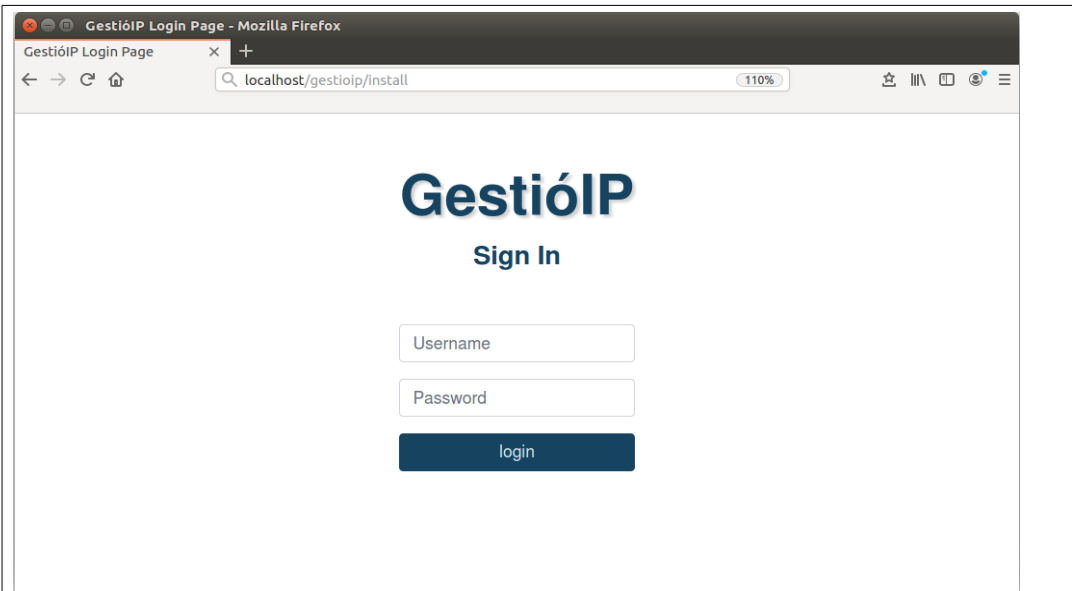 GestióIP Login Page - Mozilla Firefox
GestióIP Login Page
localhost/gestioip/install 110%
GestióIP
Sign In
Username
Password
login